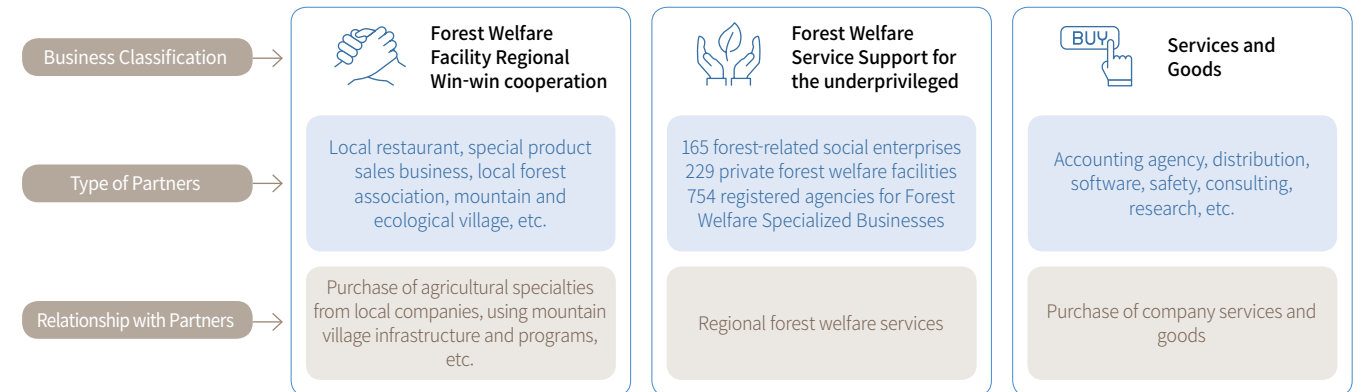 Business Classification
Forest Welfare
Facility Regional
Win-win cooperation
Forest Welfare
Service Support for
the underprivileged
BUY
Services and
Goods
Type of Partners
Local restaurant, special product
sales business, local forest
association, mountain and
ecological village, etc.
165 forest-related social enterprises
229 private forest welfare facilities
754 registered agencies for Forest
Welfare Specialized Businesses
Accounting agency, distribution,
software, safety, consulting,
research, etc.
Relationship with Partners
Purchase of agricultural specialties
from local companies, using mountain
village infrastructure and programs,
etc.
Regional forest welfare services
Purchase of company services and
goods